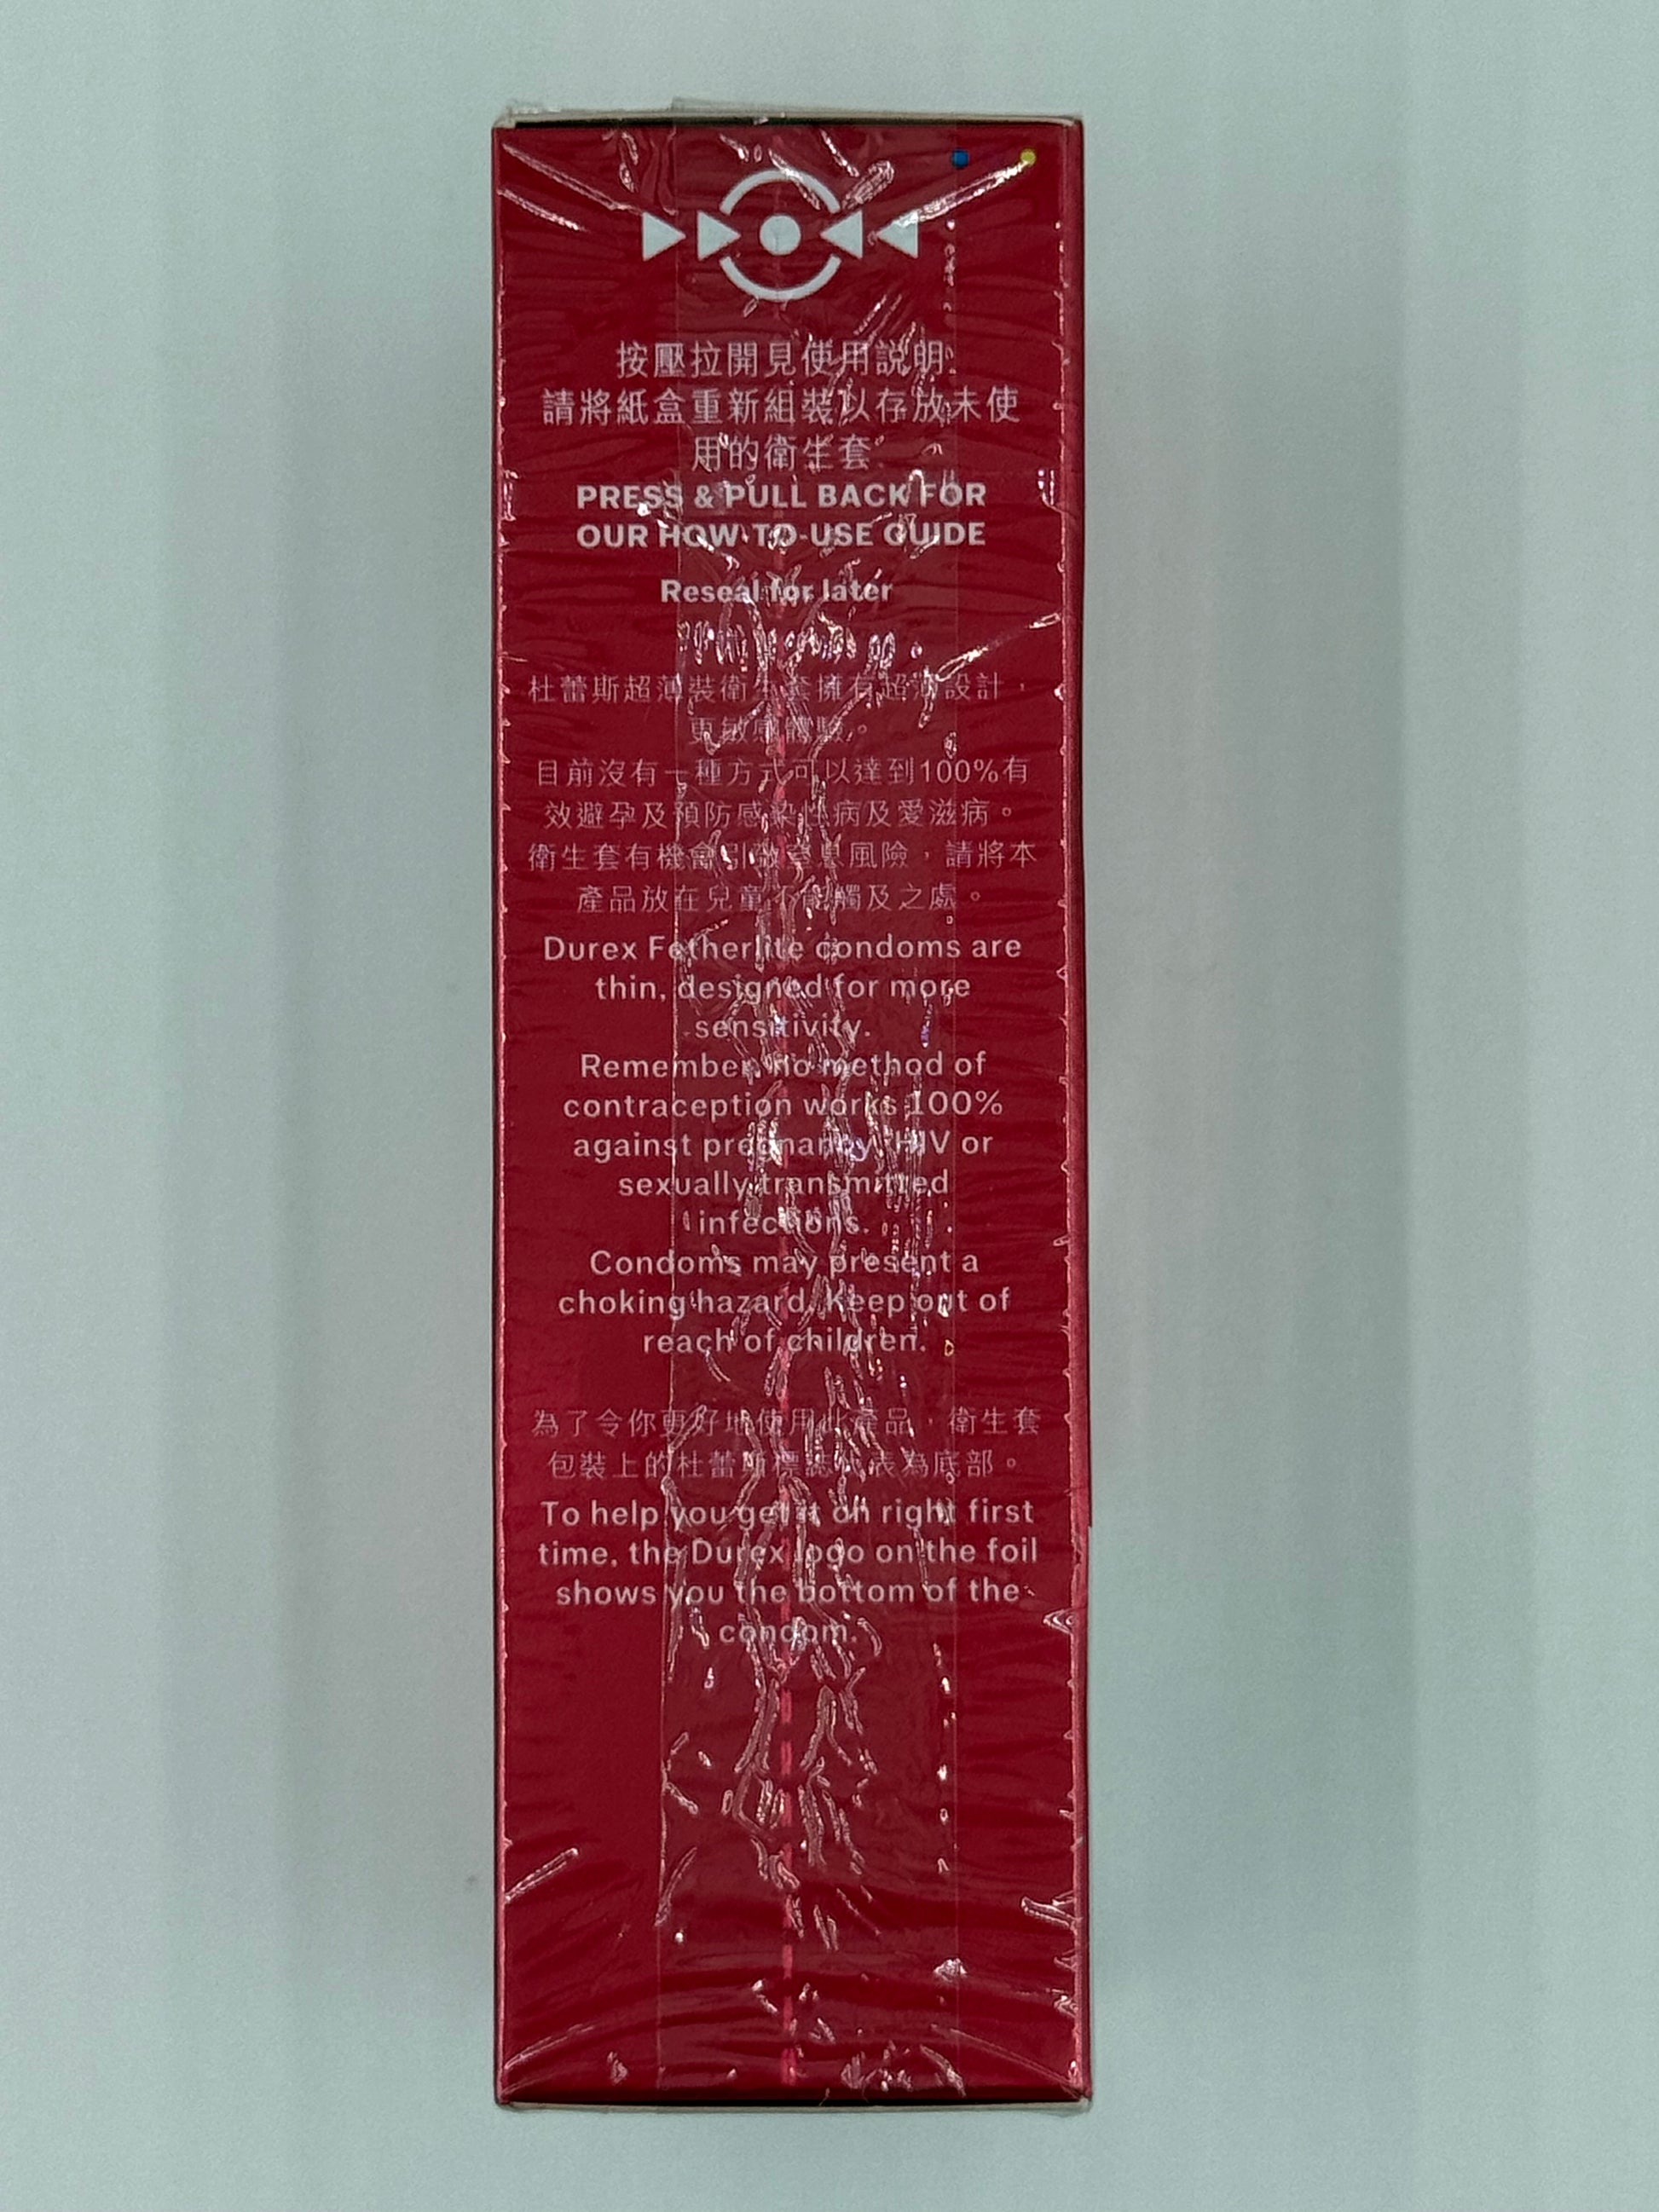 按壓拉開見使用説明
請將紙盒重新組裝以存放未使
用的衛生套
PRESS & PULL BACK FOR
OUR HOW-TO-USE GUIDE
Reseal for later
杜蕾斯超薄裝衛生套擁有超薄設計，
更敏感體驗。
目前沒有一種方式可以達到100%有
效避孕及預防感染性病及愛滋病。
衛生套有機會引致窒息風險，請將本
產品放在兒童不能觸及之處。
Durex Fetherlite condoms are
thin, designed for more
sensitivity.
Remember, no method of
contraception works 100%
against pregnancy, HIV or
sexually transmitted
infections.
Condoms may present a
choking hazard. Keep out of
reach of children.
為了令你更好地使用此產品，衛生套
包裝上的杜蕾斯標誌代表為底部。
To help you get it on right first
time, the Durex logo on the foil
shows you the bottom of the
condom.